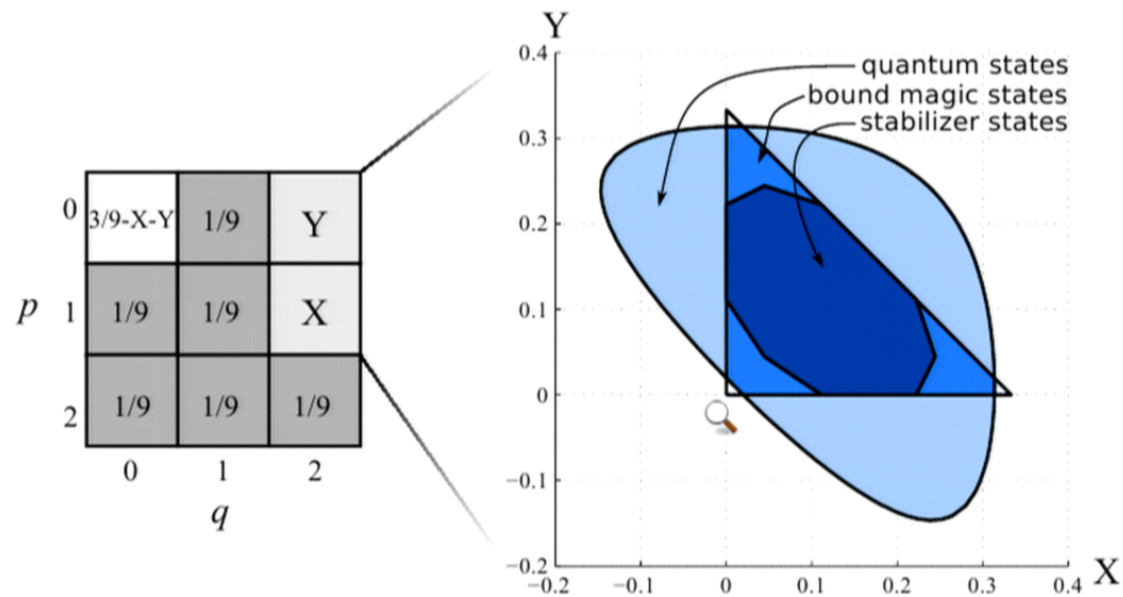 0 3/9-X-Y 1/9 Y
p 1 1/9 1/9 X
2 1/9 1/9 1/9
0 1 2
q
Y
0.4
0.3
0.2
0.1
0
−0.1
−0.2
−0.2 −0.1 0 0.1 0.2 0.3 0.4 X
quantum states
bound magic states
stabilizer states